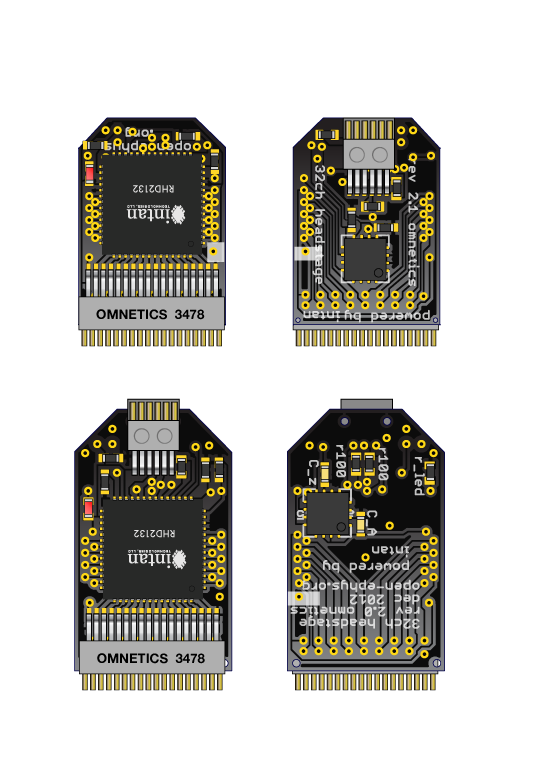 open-ephys
.org
RHD2132
intan
TECHNOLOGIES, LLC
OMNETICS 3478
32ch headstage
rev 2.1 omnetics
powered by intan
RHD2132
intan
TECHNOLOGIES, LLC
OMNETICS 3478
C_z
r100
r100
r_led
C_A
powered by
intan
32ch headstage
rev 2.0 omnetics
dec 2012
open-ephys.org